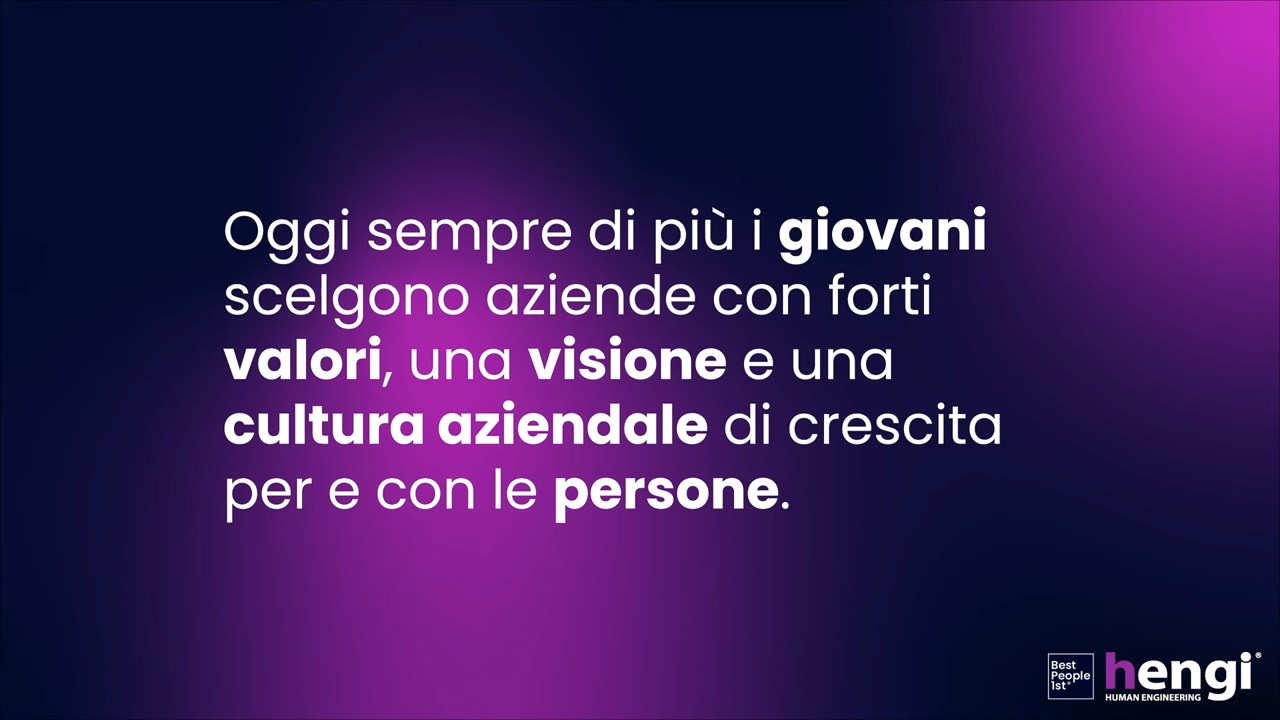 Oggi sempre di più i giovani
scelgono aziende con forti
valori, una visione e una
cultura aziendale di crescita
per e con le persone.
Best
People
1st®
hengi®
HUMAN ENGINEERING